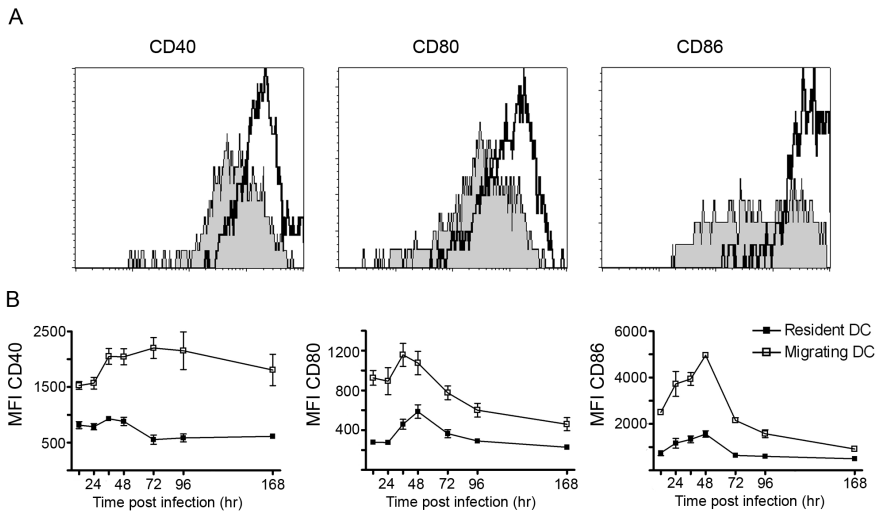 A
CD40
CD80
CD86
B
MFI CD40
2500
1500
500
24 48 72 96 168
Time post infection (hr)
MFI CD80
1200
800
400
24 48 72 96 168
Time post infection (hr)
MFI CD86
6000
4000
2000
24 48 72 96 168
Time post infection (hr)
Resident DC
Migrating DC